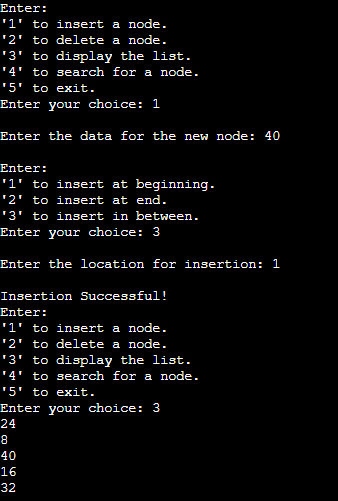 Enter:
'1' to insert a node.
'2' to delete a node.
'3' to display the list.
'4' to search for a node.
'5' to exit.
Enter your choice: 1
Enter the data for the new node: 40
Enter:
'1' to insert at beginning.
'2' to insert at end.
'3' to insert in between.
Enter your choice: 3
Enter the location for insertion: 1
Insertion Successful!
Enter:
'1' to insert a node.
'2' to delete a node.
'3' to display the list.
'4' to search for a node.
'5' to exit.
Enter your choice: 3
24
8
40
16
32